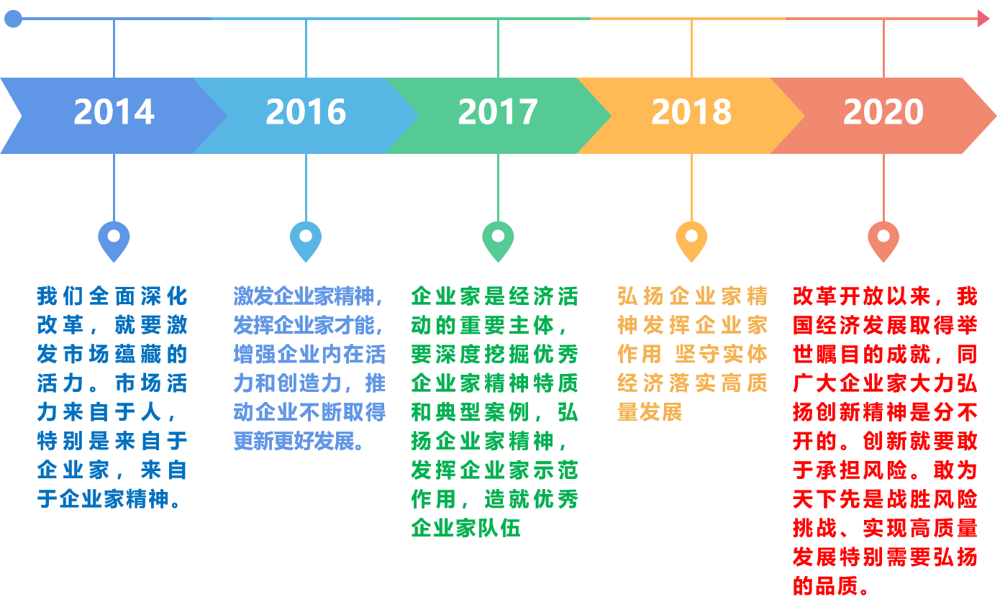 2014
2016
2017
2018
2020
我们全面深化
改革，就要激
发市场蕴藏的
活力。市场活
力来自于人，
特别是来自于
企业家，来自
于企业家精神。
激发企业家精神，
发挥企业家才能，
增强企业内在活
力和创造力，推
动企业不断取得
更新更好发展。
企业家是经济活
动的重要主体，
要深度挖掘优秀
企业家精神特质
和典型案例，弘
扬企业家精神，
发挥企业家示范
作用，造就优秀
企业家队伍
弘扬企业家精
神发挥企业家
作用 坚守实体
经济落实高质
量发展
改革开放以来，我
国经济发展取得举
世瞩目的成就，同
广大企业家大力弘
扬创新精神是分不
开的。创新就要敢
于承担风险。敢为
天下先是战胜风险
挑战、实现高质量
发展特别需要弘扬
的品质。